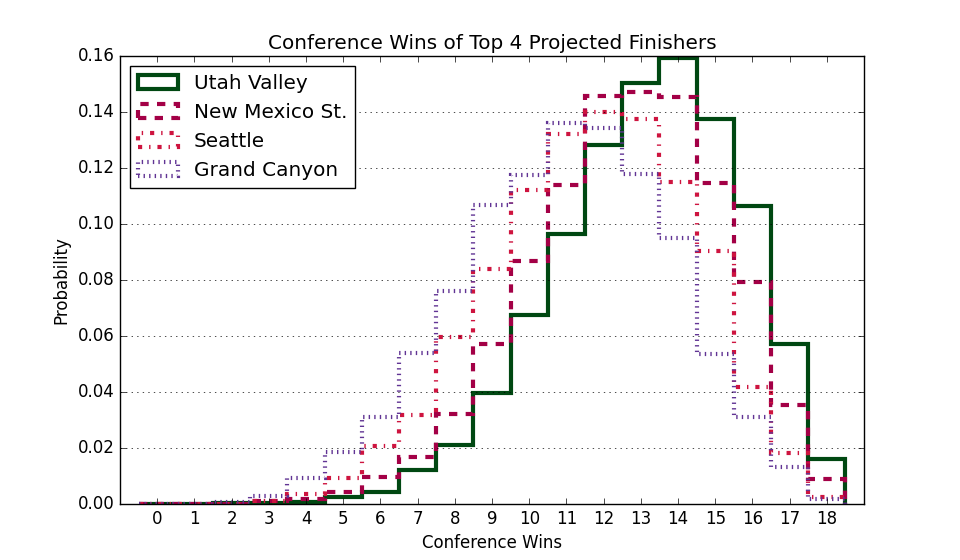 Conference Wins of Top 4 Projected Finishers
Utah Valley
New Mexico St.
Seattle
Grand Canyon
0.16
0.14
0.12
0.10
0.08
0.06
0.04
0.02
0.00
Probability
0 1 2 3 4 5 6 7 8 9 10 11 12 13 14 15 16 17 18
Conference Wins